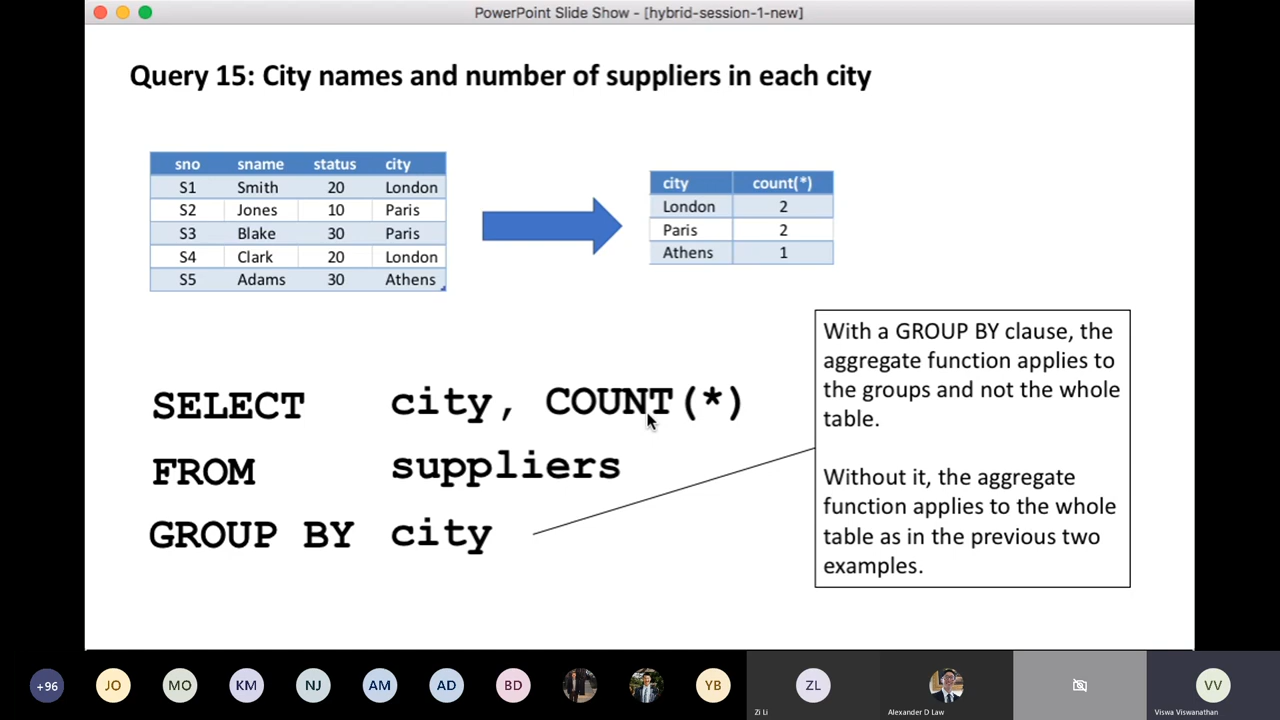 PowerPoint Slide Show - [hybrid-session-1-new]
Query 15: City names and number of suppliers in each city
sno sname status city
S1 Smith 20 London
S2 Jones 10 Paris
S3 Blake 30 Paris
S4 Clark 20 London
S5 Adams 30 Athens
city count(*)
London 2
Paris 2
Athens 1
SELECT city, COUNT(*)
FROM suppliers
GROUP BY city
With a GROUP BY clause, the
aggregate function applies to
the groups and not the whole
table.
Without it, the aggregate
function applies to the whole
table as in the previous two
examples.
+96 JO MO KM NJ AM AD BD YB ZL VV
Zi Li Alexander D Law Viswa Viswanathan